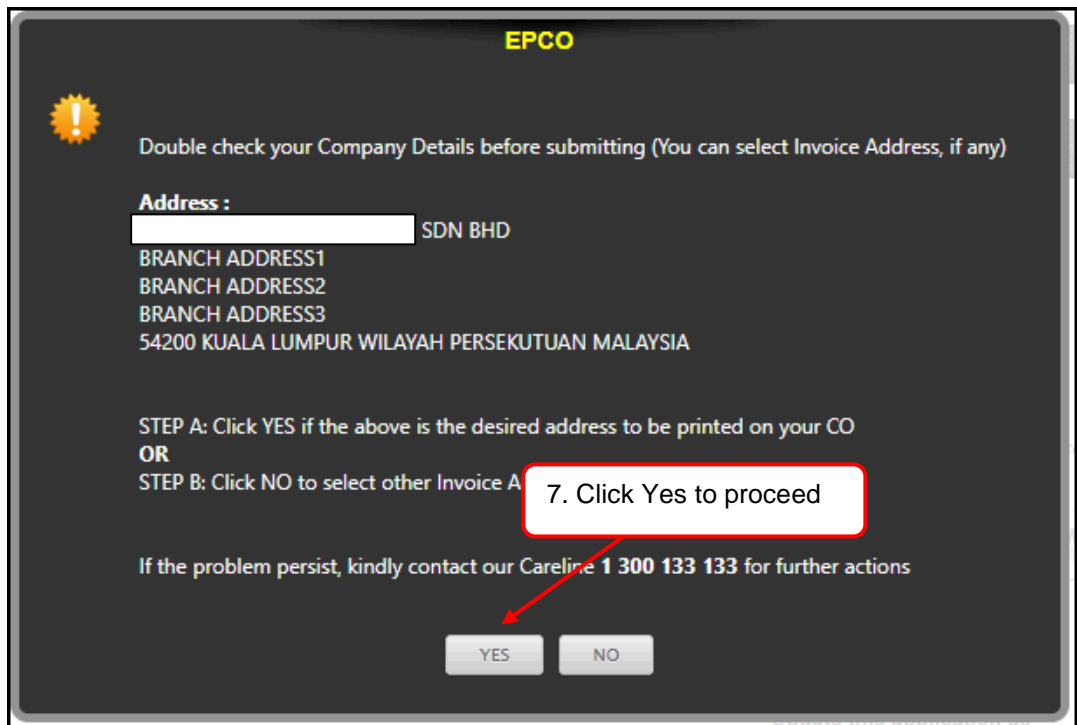 EPCO
Double check your Company Details before submitting (You can select Invoice Address, if any)
Address :
SDN BHD
BRANCH ADDRESS1
BRANCH ADDRESS2
BRANCH ADDRESS3
54200 KUALA LUMPUR WILAYAH PERSEKUTUAN MALAYSIA
STEP A: Click YES if the above is the desired address to be printed on your CO
OR
STEP B: Click NO to select other Invoice A
7. Click Yes to proceed
If the problem persist, kindly contact our Careline 1 300 133 133 for further actions
YES NO